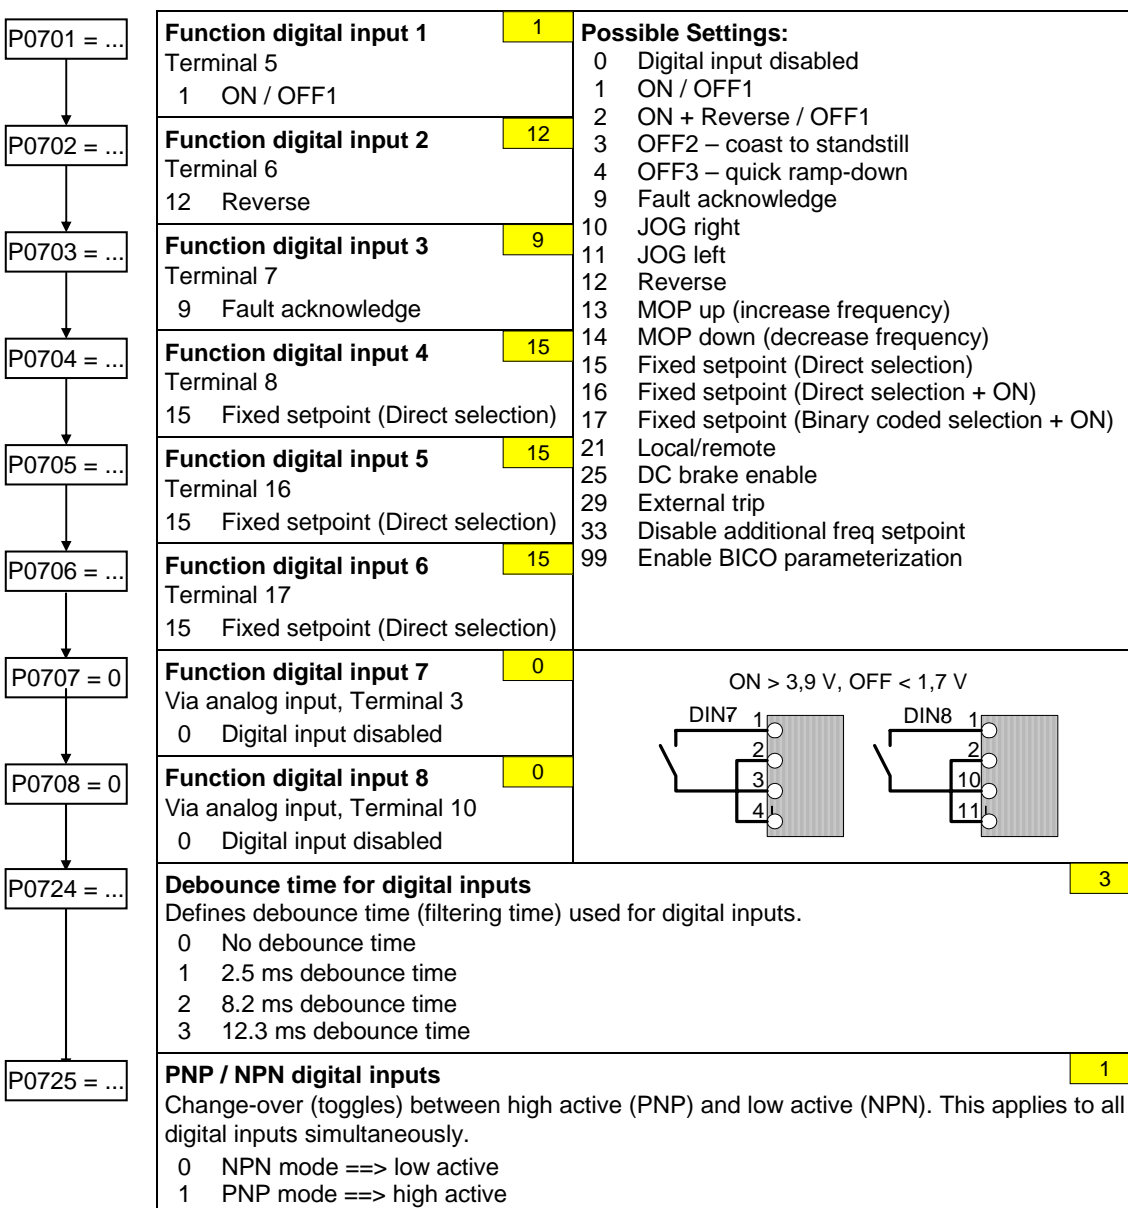 P0701 = ...
Function digital input 1
1
Terminal 5
1 ON / OFF1
P0702 = ...
Function digital input 2
12
Terminal 6
12 Reverse
P0703 = ...
Function digital input 3
9
Terminal 7
9 Fault acknowledge
P0704 = ...
Function digital input 4
15
Terminal 8
15 Fixed setpoint (Direct selection)
P0705 = ...
Function digital input 5
15
Terminal 16
15 Fixed setpoint (Direct selection)
P0706 = ...
Function digital input 6
15
Terminal 17
15 Fixed setpoint (Direct selection)
Possible Settings:
0 Digital input disabled
1 ON / OFF1
2 ON + Reverse / OFF1
3 OFF2 – coast to standstill
4 OFF3 – quick ramp-down
9 Fault acknowledge
10 JOG right
11 JOG left
12 Reverse
13 MOP up (increase frequency)
14 MOP down (decrease frequency)
15 Fixed setpoint (Direct selection)
16 Fixed setpoint (Direct selection + ON)
17 Fixed setpoint (Binary coded selection + ON)
21 Local/remote
25 DC brake enable
29 External trip
33 Disable additional freq setpoint
99 Enable BICO parameterization
P0707 = 0
Function digital input 7
0
Via analog input, Terminal 3
0 Digital input disabled
P0708 = 0
Function digital input 8
0
Via analog input, Terminal 10
0 Digital input disabled
ON > 3,9 V, OFF < 1,7 V
DIN7 1
2
3
4
DIN8 1
2
10
11
P0724 = ...
Debounce time for digital inputs
3
Defines debounce time (filtering time) used for digital inputs.
0 No debounce time
1 2.5 ms debounce time
2 8.2 ms debounce time
3 12.3 ms debounce time
P0725 = ...
PNP / NPN digital inputs
1
Change-over (toggles) between high active (PNP) and low active (NPN). This applies to all
digital inputs simultaneously.
0 NPN mode ==> low active
1 PNP mode ==> high active